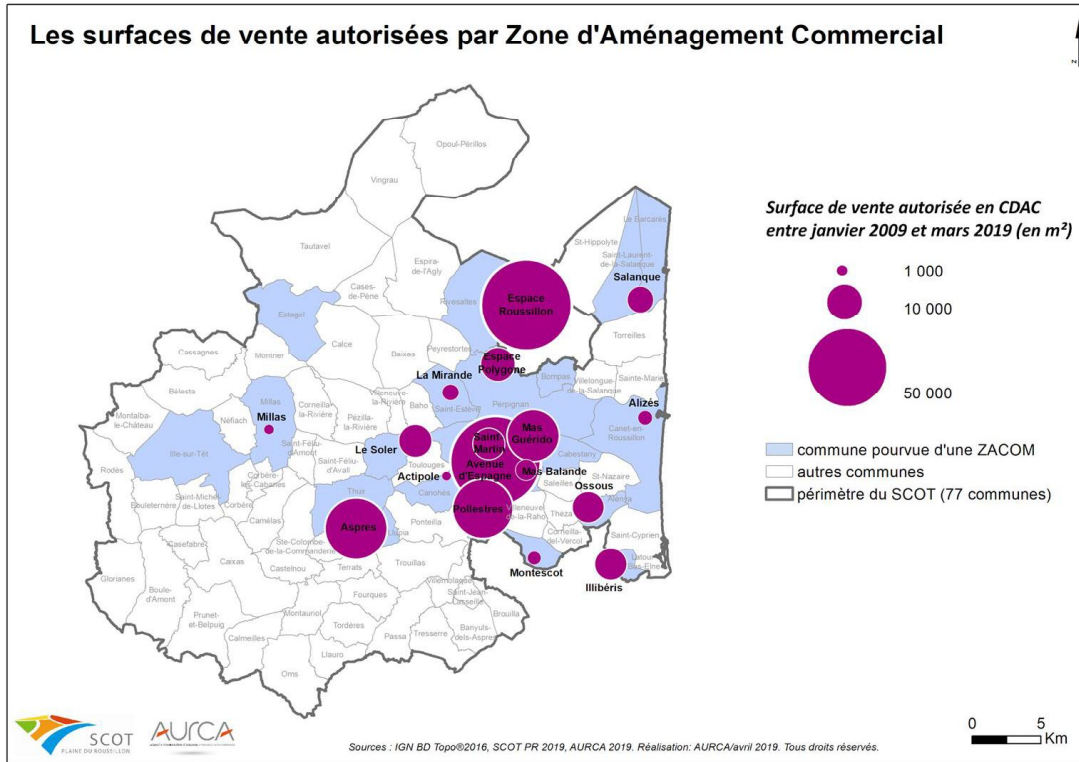 Les surfaces de vente autorisées par Zone d'Aménagement Commercial
z
Opoul-Périllos
Vingrau
Tautavel
Le Barcarès
St-Hippolyte
Saint-Laurent-
de-la-Salanque
Salanque
Espira-
de-l'Agly
Cases-
de-Pène
Rivesaltes
Espace
Roussillon
Estagel
Calce
Peyrestortes
Torreilles
Cassagnes
Montner
Baixas
Espace
Polygone
Bélesta
La Mirande
Bompas
Villelongue-
de-la-Salanque
Sainte-Marie
Millas
Corneilla-
la-Rivière
Villeneuve-
la-Rivière
Baho
Saint-Estève
Perpignan
Alizés
Montalba-
le-Château
Néfiach
Millas
Pézilla-
la-Rivière
Mas
Guérido
Canet-en-
Roussillon
Ille-sur-Têt
Saint-Féliu-
d'Amont
Le Soler
Saint-
Martin
Cabestany
Rodès
Saint-Féliu-
d'Avall
Toulouges
Avenue
d'Espagne
Mas Balande
Corbère-
les-Cabanes
Actipole
Saleilles
St-Nazaire
Saint-Michel-
de-Llotes
Corbère
Thuir
Canohès
Ossous
Alenya
Bouleternère
Pollestres
Villeneuve-
de-la-Raho
Theza
Camélas
Aspres
Llupia
Ponteilla
Corneilla-
del-Vercol
Saint-Cyprien
Casefabre
Ste-Colombe-
de-la-Commanderie
Caixas
Castelnou
Terrats
Trouillas
Montescot
Latour-
Bas-Elne
Illibéris
Glorianes
Boule-
d'Amont
Fourques
Villemolaque
Saint-Jean-
Lasseille
Prunet-
et-Belpuig
Montauriol
Tordères
Brouilla
Calmeilles
Passa
Tresserre
Banyuls-
dels-Aspres
Llauro
Oms
Surface de vente autorisée en CDAC
entre janvier 2009 et mars 2019 (en m²)
1 000
10 000
50 000
commune pourvue d'une ZACOM
autres communes
périmètre du SCOT (77 communes)
SCOT
PLAINE DU ROUSSILLON
AURCA
Sources : IGN BD Topo®2016, SCOT PR 2019, AURCA 2019. Réalisation: AURCA/avril 2019. Tous droits réservés.
0 5
Km